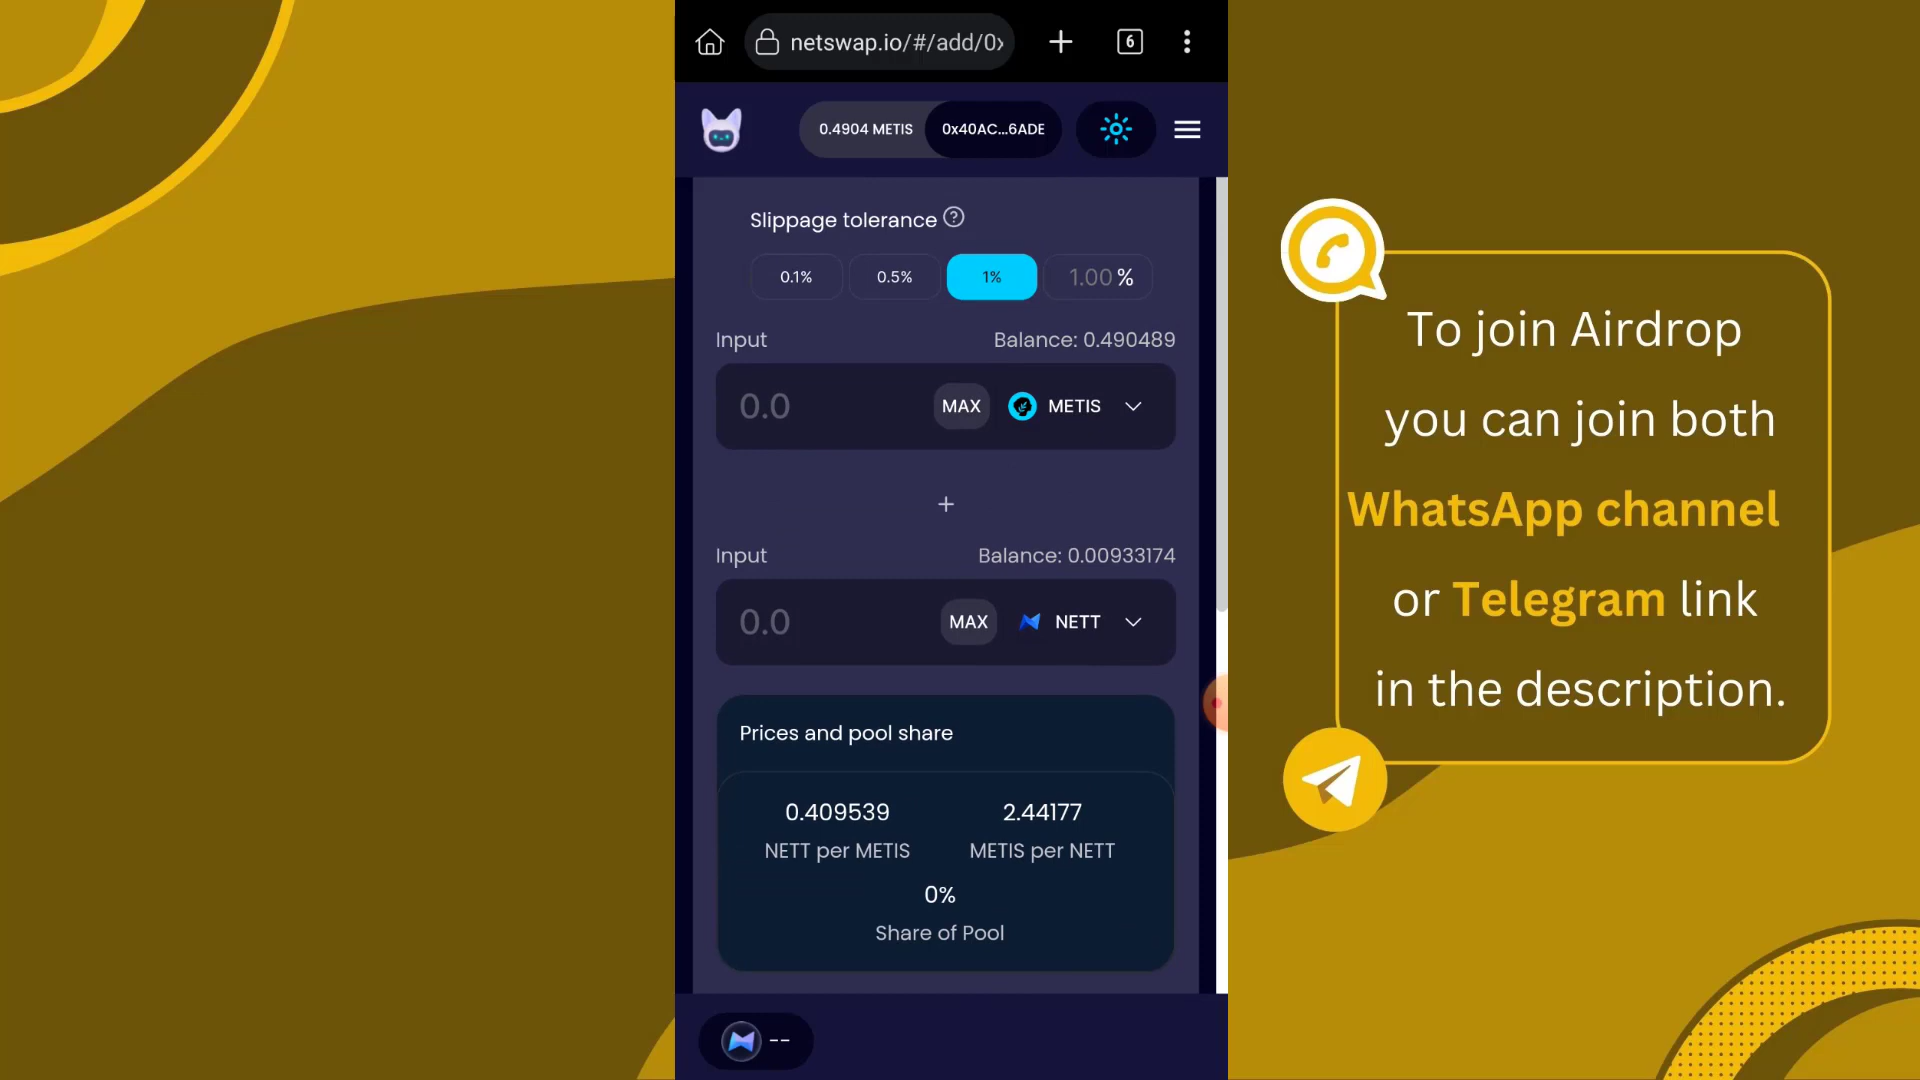 netswap.io/#/add/0x
6
0.4904 METIS
0x40AC...6ADE
Slippage tolerance ?
0.1%
0.5%
1%
1.00 %
Input
Balance: 0.490489
0.0
MAX
METIS
+
Input
Balance: 0.00933174
0.0
MAX
NETT
Prices and pool share
0.409539
2.44177
NETT per METIS
METIS per NETT
0%
Share of Pool
--
To join Airdrop
you can join both
WhatsApp channel
or Telegram link
in the description.